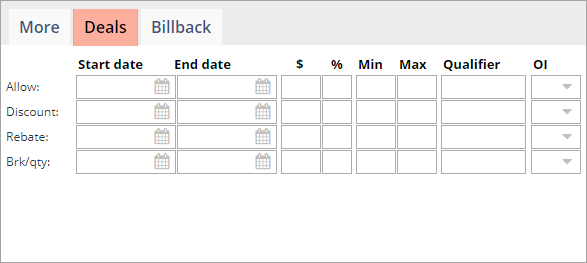 More Deals Billback
Start date End date $ % Min Max Qualifier OI
Allow:
Discount:
Rebate:
Brk/qty: